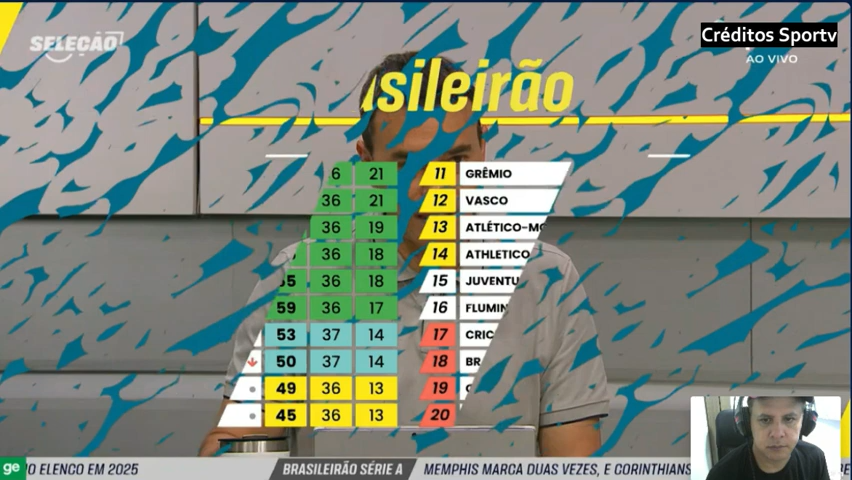 SELEÇÃO
Créditos Sportv
AO VIVO
asileirão
6 21 11 GRÊMIO
36 21 12 VASCO
36 19 13 ATLÉTICO-MG
36 18 14 ATHLETICO
55 36 18 15 JUVENTU
59 36 17 16 FLUMIN
53 37 14 17 CRIC
50 37 14 18 BR
49 36 13 19
45 36 13 20
ge O ELENCO EM 2025 BRASILEIRÃO SÉRIE A MEMPHIS MARCA DUAS VEZES, E CORINTHIANS